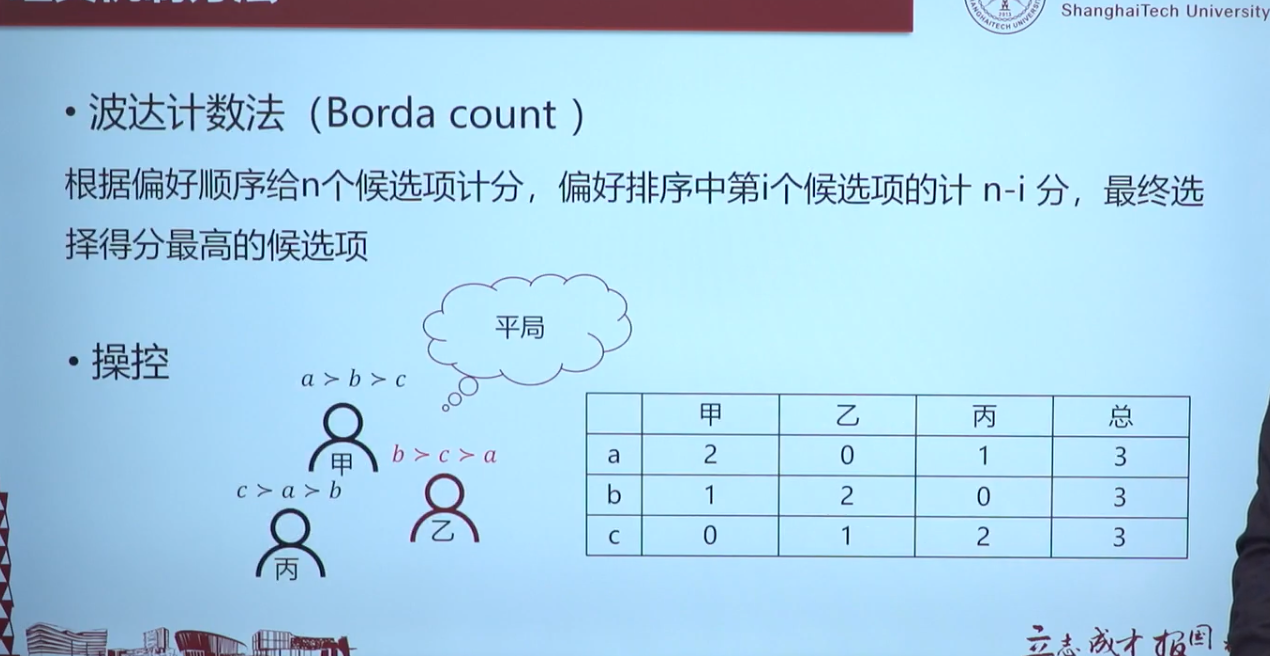 ShanghaiTech University
• 波达计数法（Borda count ）
根据偏好顺序给n个候选项计分，偏好排序中第i个候选项的计 n-i 分，最终选
择得分最高的候选项
平局
• 操控
a ≻ b ≻ c
甲
b ≻ c ≻ a
乙
c ≻ a ≻ b
丙
甲 乙 丙 总
a 2 0 1 3
b 1 2 0 3
c 0 1 2 3
立志成才报国